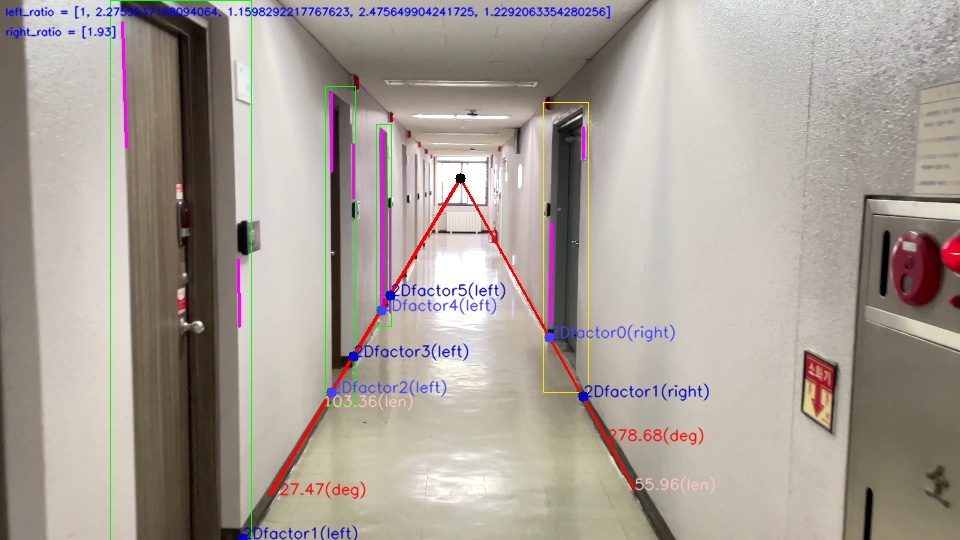 left_ratio = [1, 2.2755037168094064, 1.1598292217767623, 2.475649904241725, 1.2292063354280256]
right_ratio = [1.93]
2Dfactor5(left)
2Dfactor4(left)
2Dfactor0(right)
2Dfactor3(left)
2Dfactor2(left)
103.36(len)
2Dfactor1(right)
소화기
278.68(deg)
55.96(len)
27.47(deg)
2Dfactor1(left)